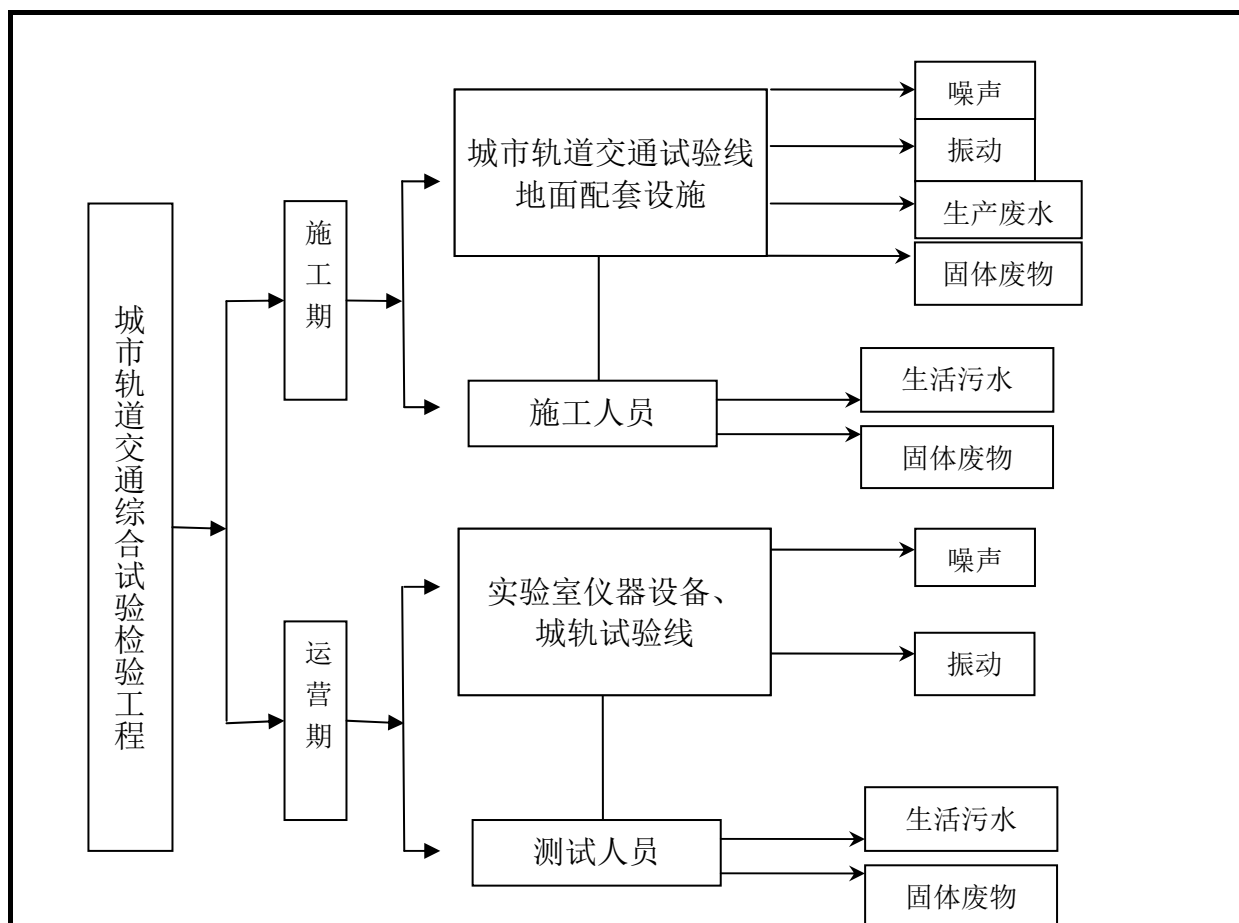 城市轨道交通综合试验检验工程
施工期
城市轨道交通试验线
地面配套设施
噪声
振动
生产废水
固体废物
施工人员
生活污水
固体废物
运营期
实验室仪器设备、
城轨试验线
噪声
振动
测试人员
生活污水
固体废物